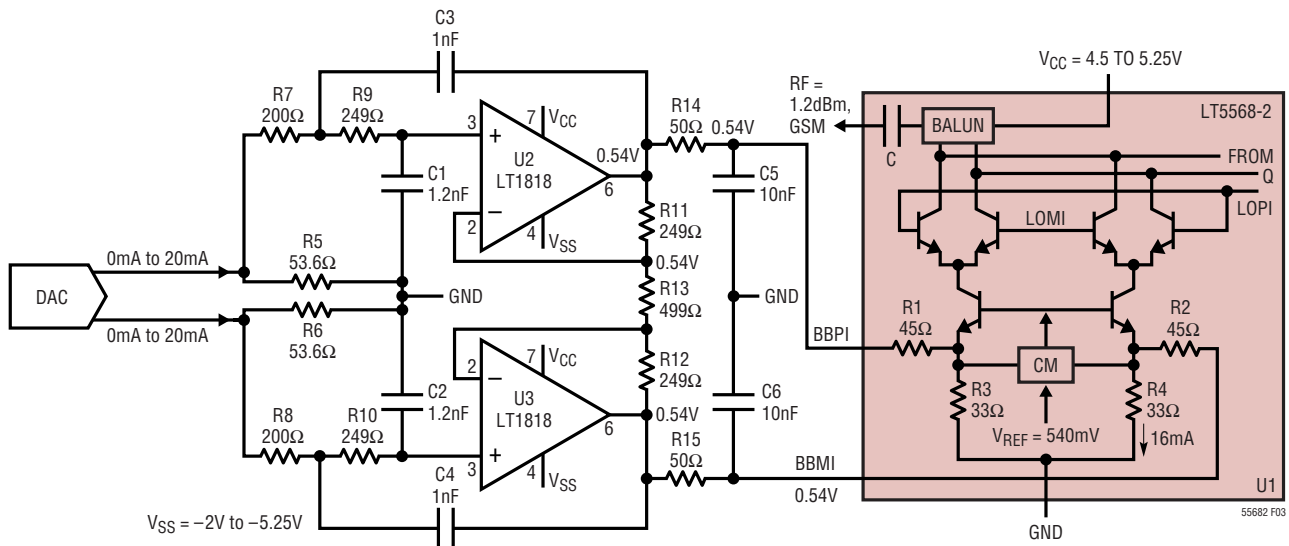 C3
1nF
R7
200Ω
R9
249Ω
3
+
7
VCC
U2
LT1818
0.54V
6
−
2
4
VSS
C1
1.2nF
R14
50Ω
0.54V
C5
10nF
R11
249Ω
0.54V
R13
499Ω
DAC
0mA to 20mA
0mA to 20mA
R5
53.6Ω
R6
53.6Ω
GND
GND
C2
1.2nF
2
−
7
VCC
U3
LT1818
6
+
3
4
VSS
R12
249Ω
0.54V
C6
10nF
R8
200Ω
R10
249Ω
C4
1nF
R15
50Ω
VSS = –2V to –5.25V
BBPI
BBMI
0.54V
VCC = 4.5 TO 5.25V
RF =
1.2dBm,
GSM
C
BALUN
LT5568-2
FROM
Q
LOPI
LOMI
R1
45Ω
R2
45Ω
CM
R3
33Ω
R4
33Ω
VREF = 540mV
16mA
U1
GND
55682 F03